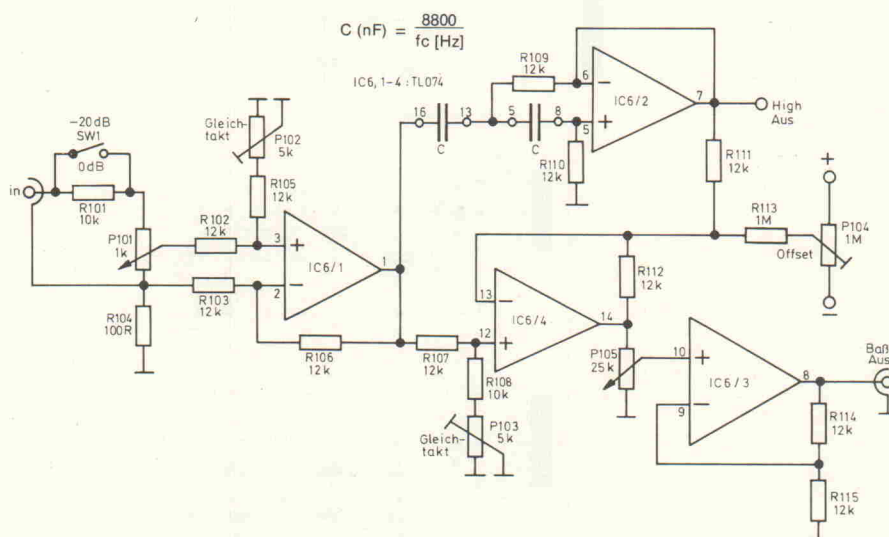 C (nF) = 8800
fc [Hz]
IC6, 1-4 : TL074
R109
12k
6
−
IC6/2
7
+
5
High
Aus
16
13
5
8
C
C
R110
12k
R111
12k
-20dB
SW1
0dB
in
R101
10k
Gleich-
takt
P102
5k
R105
12k
R102
12k
P101
1k
3
+
IC6/1
1
−
2
R103
12k
R104
100R
R106
12k
R107
12k
R113
1M
Offset
+
P104
1M
−
R112
12k
13
−
IC6/4
14
12
+
R108
10k
Gleich-
takt
P103
5k
P105
25k
10
+
IC6/3
8
−
9
Baß
Aus
R114
12k
R115
12k